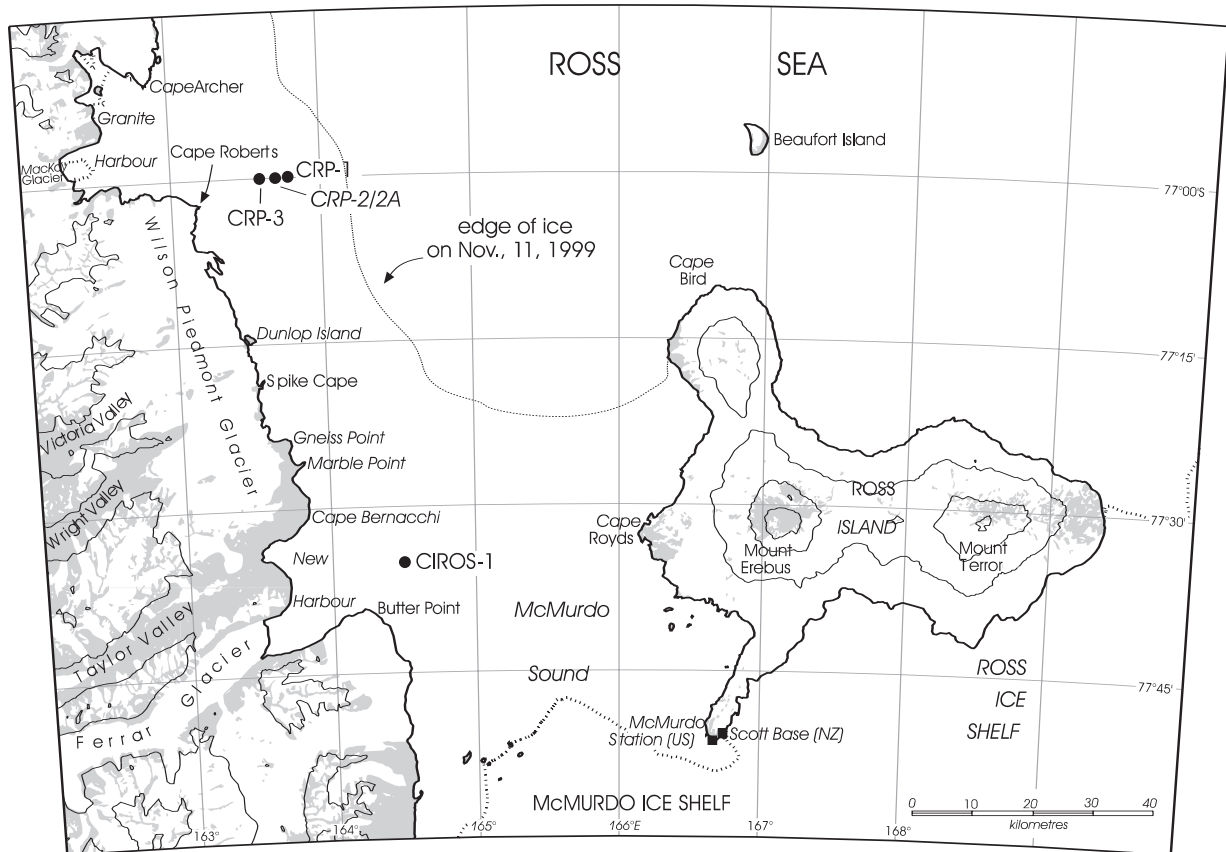 ROSS SEA
CapeArcher
Granite
Harbour
MacKay
Glacier
Cape Roberts
CRP-1
CRP-2/2A
CRP-3
Beaufort Island
77°00'S
edge of ice
on Nov., 11, 1999
Cape
Bird
Wilson Piedmont Glacier
Dunlop Island
77°15'
Spike Cape
Victoria Valley
Gneiss Point
Marble Point
Wright Valley
Cape Bernacchi
ROSS
ISLAND
Cape
Royds
Mount
Erebus
Mount
Terror
77°30'
New
Harbour
CIROS-1
Butter Point
McMurdo
Sound
Taylor Valley
Ferrar Glacier
ROSS
ICE
SHELF
77°45'
McMurdo
Station (US)
Scott Base (NZ)
McMURDO ICE SHELF
0 10 20 30 40
kilometres
163° 164° 165° 166°E 167° 168°